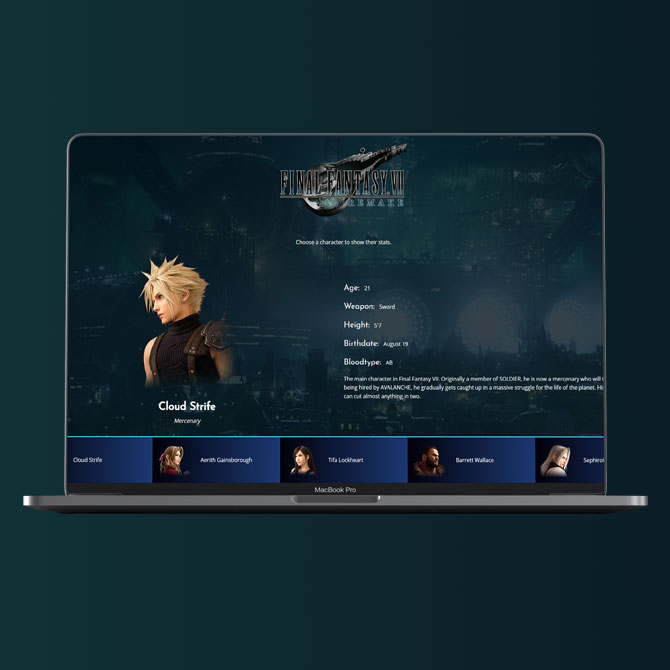 FINAL FANTASY VII
REMAKE
Choose a character to show their stats.
Age: 21
Weapon: Sword
Height: 5'7
Birthdate: August 19
Bloodtype: AB
The main character in Final Fantasy VII. Originally a member of SOLDIER, he is now a mercenary who will
being hired by AVALANCHE, he gradually gets caught up in a massive struggle for the life of the planet.
can cut almost anything in two.
Cloud Strife
Mercenary
Cloud Strife
Aerith Gainsborough
Tifa Lockheart
Barrett Wallace
Sephirot
MacBook Pro